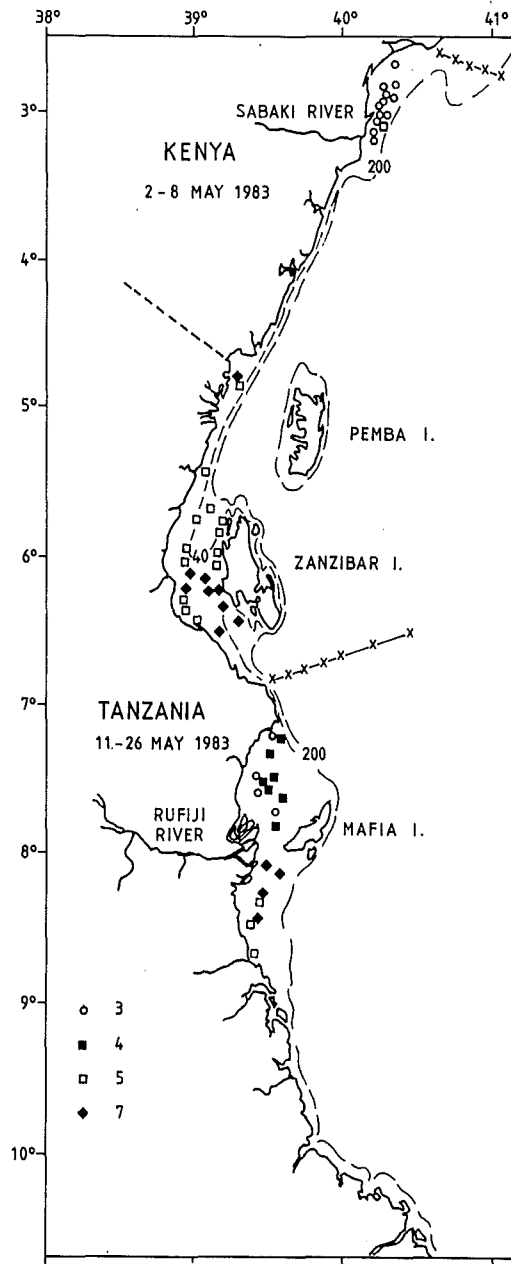 38° 39° 40° 41°
3°
SABAKI RIVER
KENYA
200
2-8 MAY 1983
4°
5°
PEMBA I.
6°
40
ZANZIBAR I.
7°
TANZANIA
11.-26 MAY 1983
200
RUFIJI
RIVER
MAFIA I.
8°
9°
3
4
5
7
10°